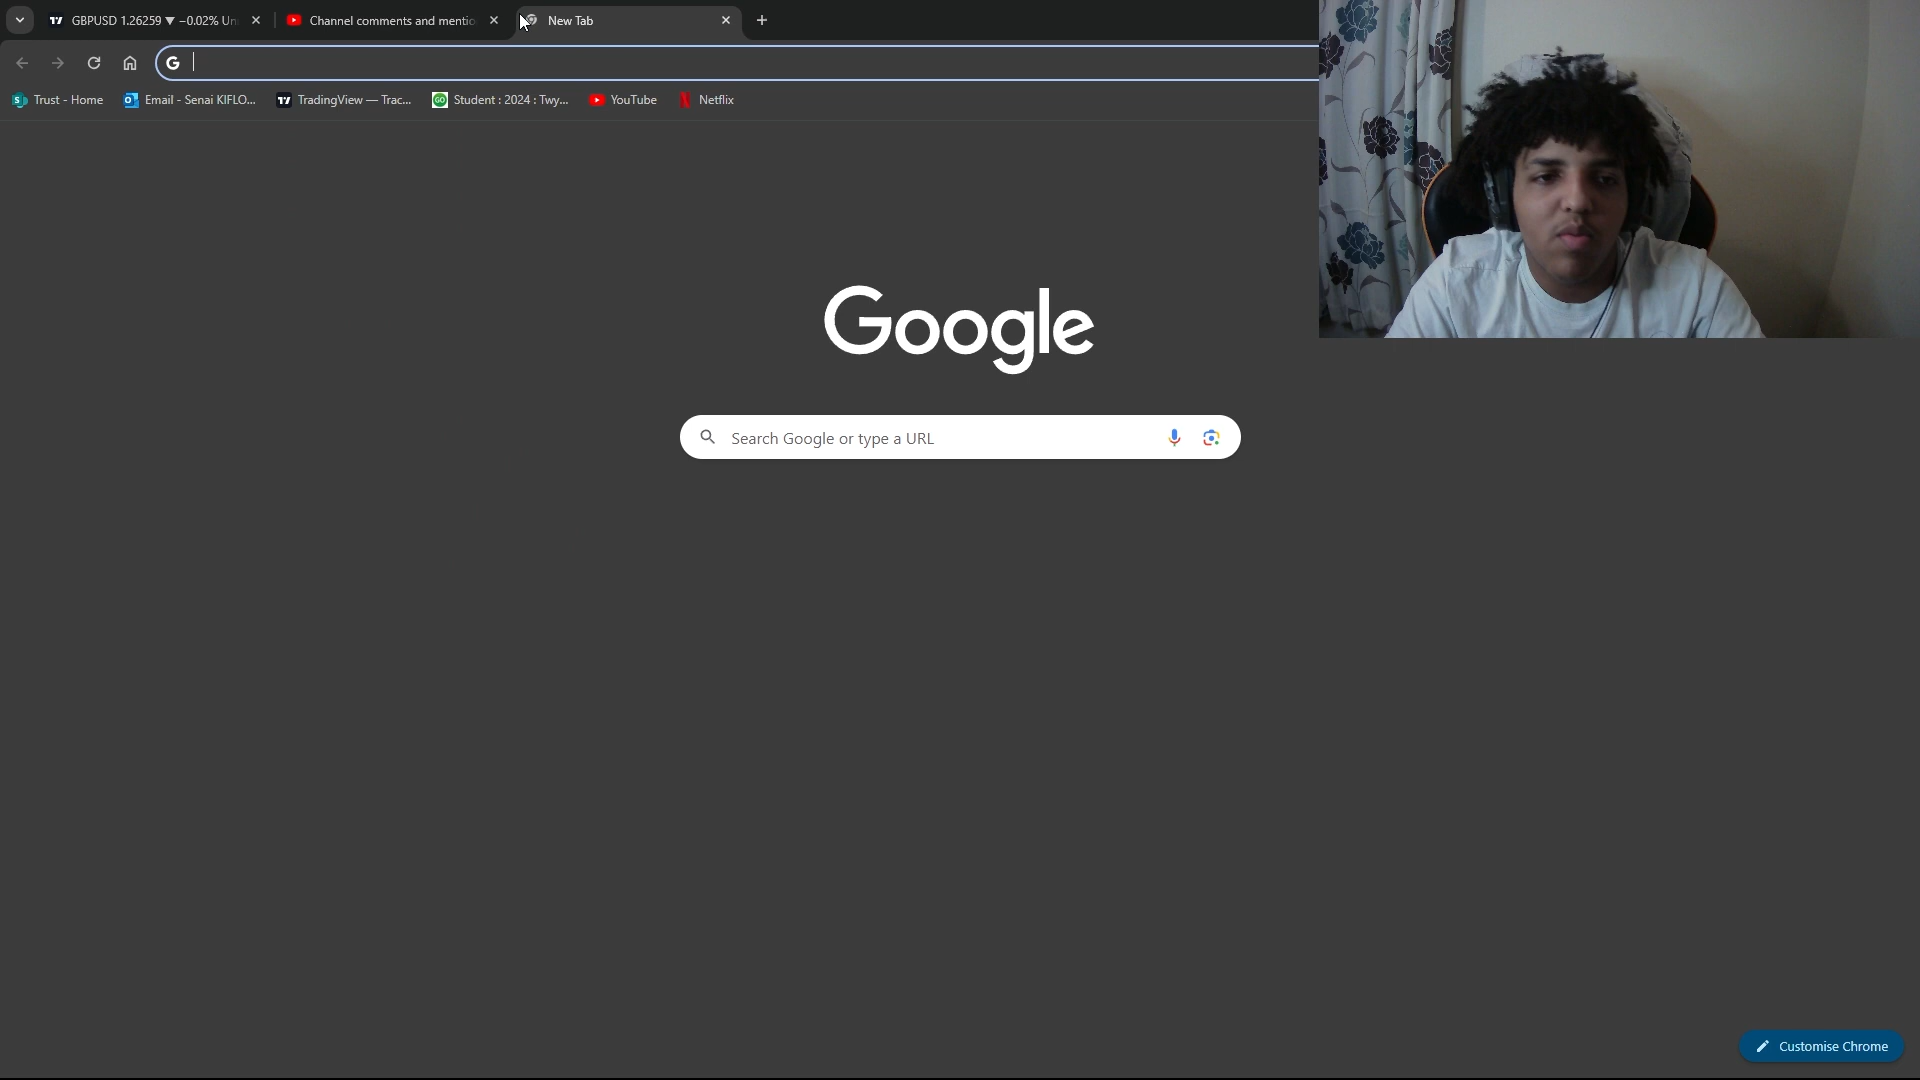 GBPUSD 1.26259 ▼ −0.02% Un
Channel comments and mentio
New Tab
Trust - Home
Email - Senai KIFLO...
TradingView — Trac...
Student : 2024 : Twy...
YouTube
Netflix
Google
Search Google or type a URL
Customise Chrome